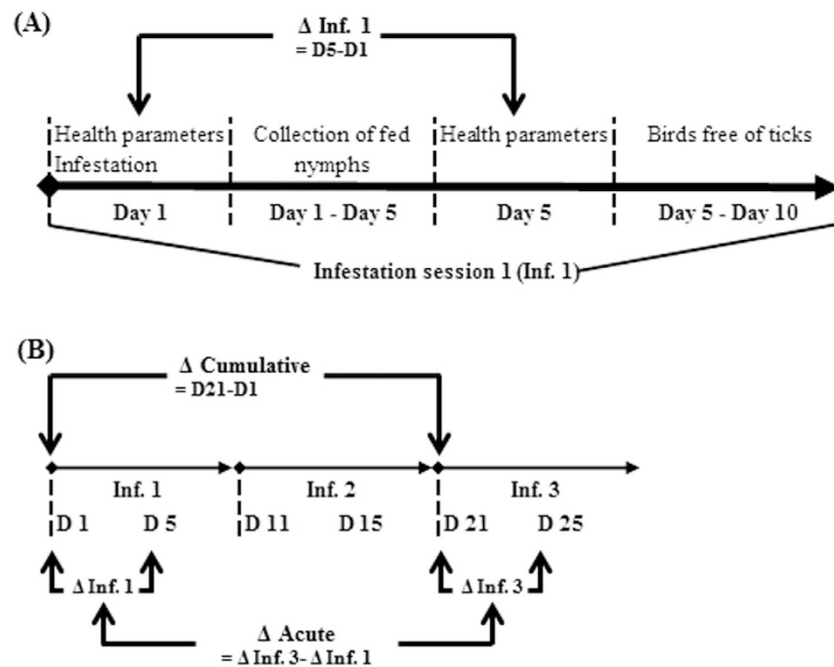 (A)
Δ Inf. 1
= D5-D1
Health parameters
Infestation
Collection of fed
nymphs
Health parameters
Birds free of ticks
Day 1
Day 1 - Day 5
Day 5
Day 5 - Day 10
Infestation session 1 (Inf. 1)
(B)
Δ Cumulative
= D21-D1
Inf. 1
Inf. 2
Inf. 3
D 1
D 5
D 11
D 15
D 21
D 25
Δ Inf. 1
Δ Inf. 3
Δ Acute
= Δ Inf. 3- Δ Inf. 1